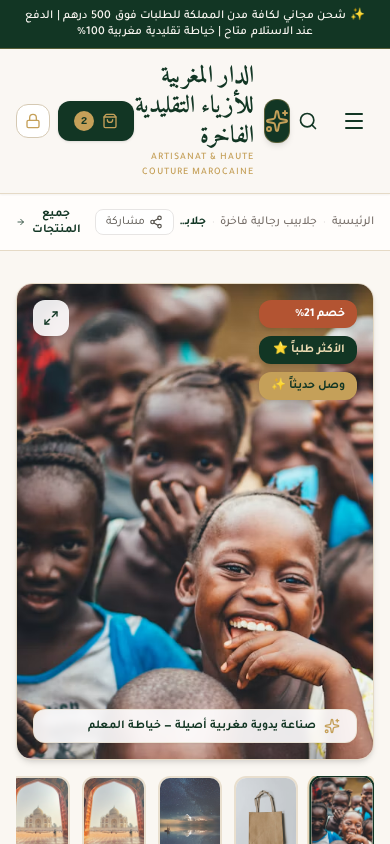 ✨ شحن مجاني لكافة مدن المملكة للطلبات فوق 500 درهم | الدفع
عند الاستلام متاح | خياطة تقليدية مغربية 100%
الدار المغربية
للأزياء التقليدية
الفاخرة
ARTISANAT & HAUTE
COUTURE MAROCAINE
2
الرئيسية
جلابيب رجالية فاخرة
جلابـ...
مشاركة
جميع
المنتجات
خصم 21%
الأكثر طلباً ⭐
وصل حديثاً ✨
صناعة يدوية مغربية أصيلة – خياطة المعلم